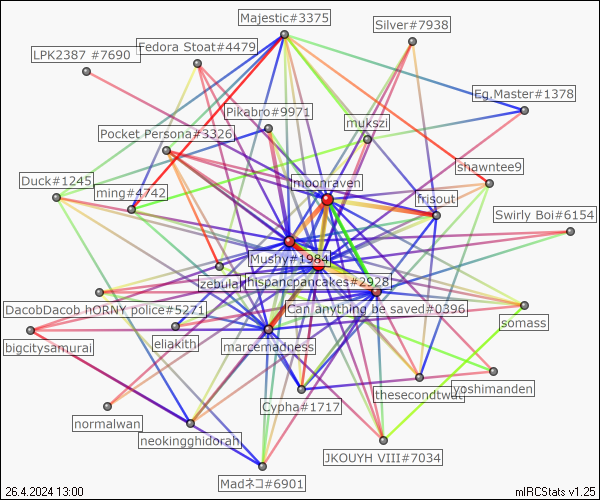 Majestic#3375
Silver#7938
LPK2387 #7690
Fedora Stoat#4479
Eg.Master#1378
Pikabro#9971
mukszi
Pocket Persona#3326
shawntee9
moonraven
Duck#1245
ming#4742
frisout
Swirly Boi#6154
Mushy#1984
zebular
hispancpancakes#2928
DacobDacob hORNY police#5271
Can anything be saved#0396
somass
eliakith
bigcitysamurai
marcemadness
thesecondtwut
yoshimanden
Cypha#1717
normalwan
neokingghidorah
JKOUYH VIII#7034
Madネコ#6901
26.4.2024 13:00
mIRCStats v1.25